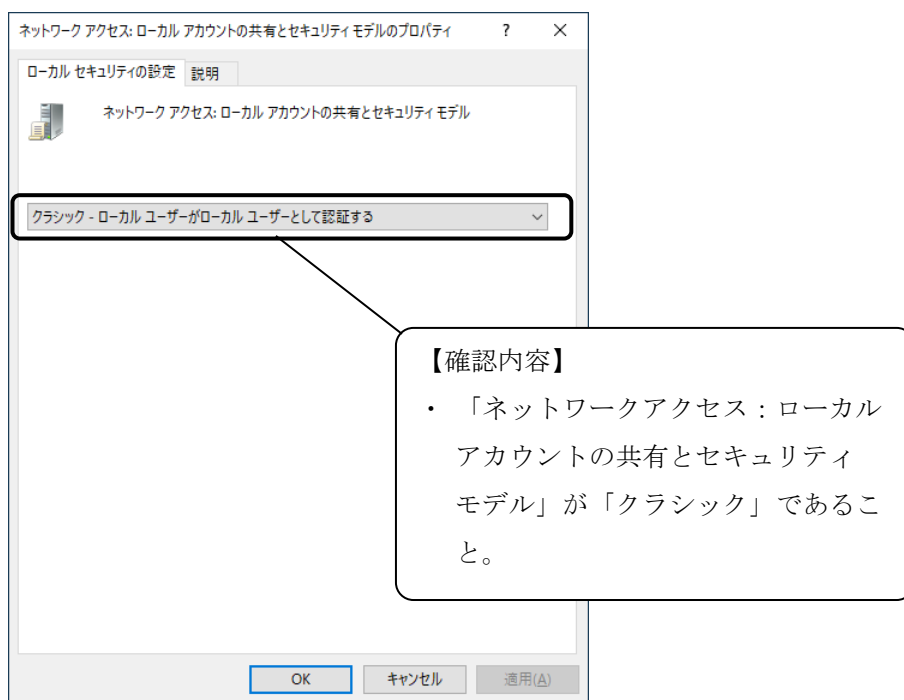 ネットワーク アクセス: ローカル アカウントの共有とセキュリティ モデルのプロパティ ? ×
ローカル セキュリティの設定 説明
ネットワーク アクセス: ローカル アカウントの共有とセキュリティ モデル
クラシック - ローカル ユーザーがローカル ユーザーとして認証する
【確認内容】
・ 「ネットワークアクセス：ローカル
アカウントの共有とセキュリティ
モデル」が「クラシック」であるこ
と。
OK キャンセル 適用(A)